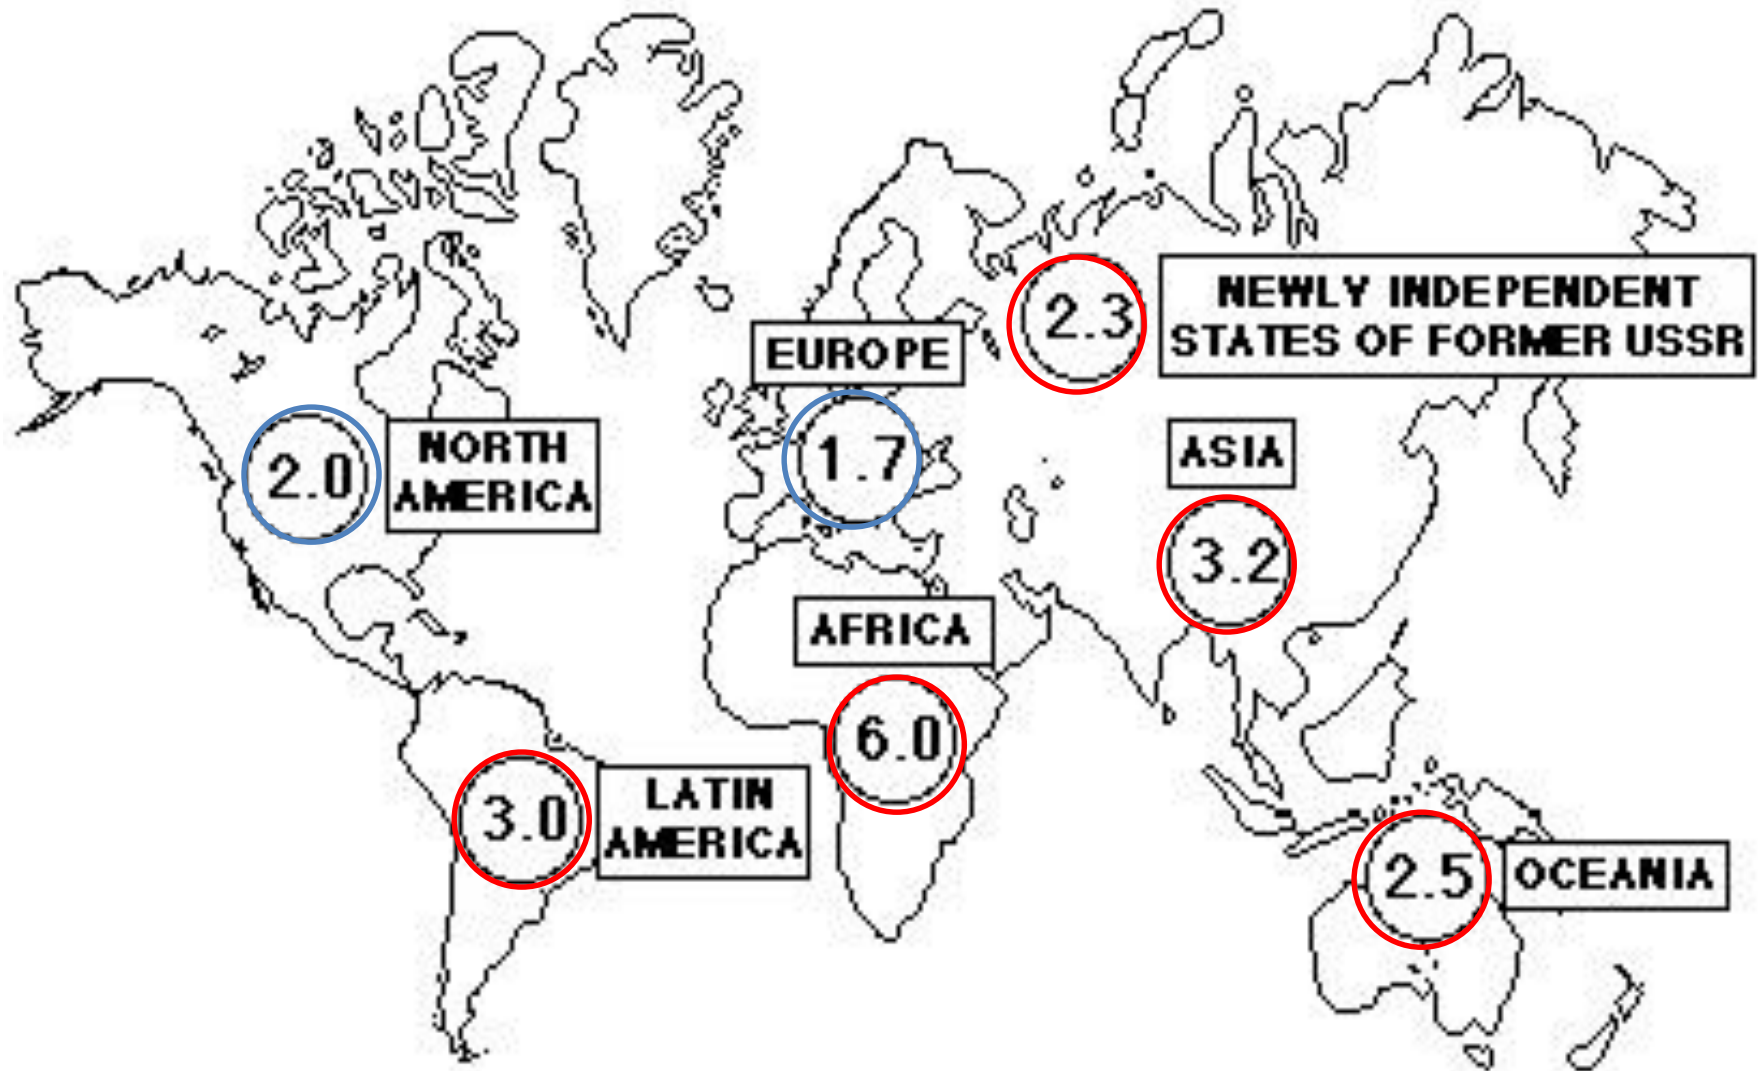 2.3
NEWLY INDEPENDENT
STATES OF FORMER USSR
EUROPE
1.7
2.0
NORTH
AMERICA
ASIA
3.2
AFRICA
6.0
3.0
LATIN
AMERICA
2.5
OCEANIA